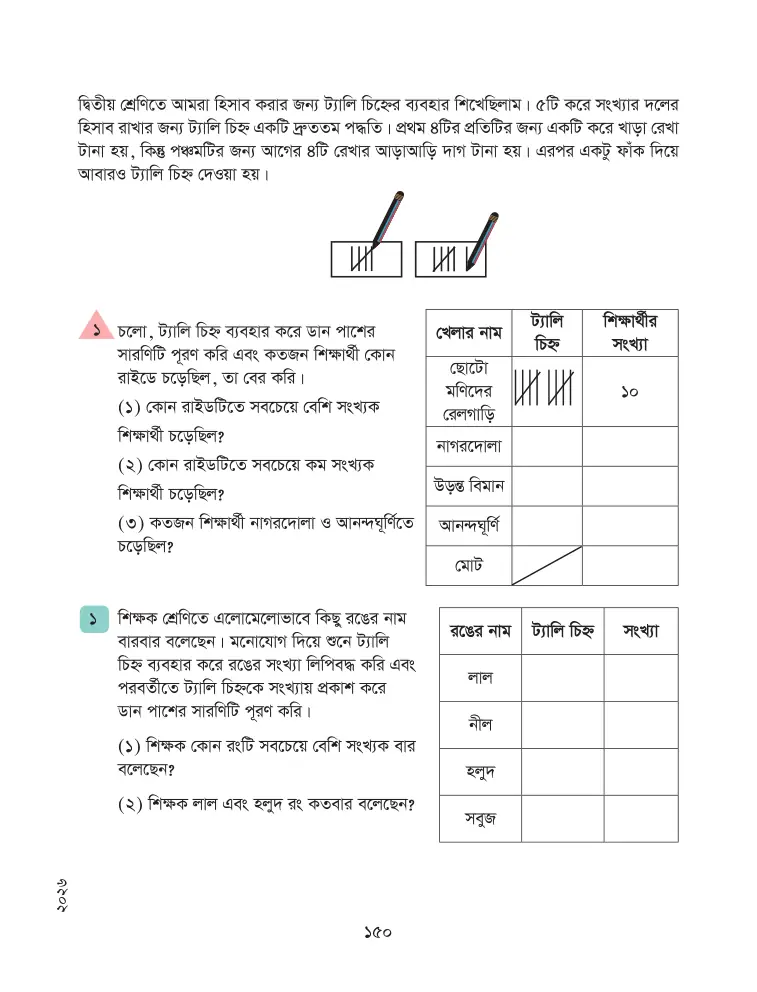 দ্বিতীয় শ্রেণিতে আমরা হিসাব করার জন্য ট্যালি চিহ্নের ব্যবহার শিখেছিলাম। ৫টি করে সংখ্যার দলের
হিসাব রাখার জন্য ট্যালি চিহ্ন একটি দ্রুততম পদ্ধতি। প্রথম ৪টির প্রতিটির জন্য একটি করে খাড়া রেখা
টানা হয়, কিন্তু পঞ্চমটির জন্য আগের ৪টি রেখার আড়াআড়ি দাগ টানা হয়। এরপর একটু ফাঁক দিয়ে
আবারও ট্যালি চিহ্ন দেওয়া হয়।
১
চলো, ট্যালি চিহ্ন ব্যবহার করে ডান পাশের
সারণিটি পূরণ করি এবং কতজন শিক্ষার্থী কোন
রাইডে চড়েছিল, তা বের করি।
(১) কোন রাইডটিতে সবচেয়ে বেশি সংখ্যক
শিক্ষার্থী চড়েছিল?
(২) কোন রাইডটিতে সবচেয়ে কম সংখ্যক
শিক্ষার্থী চড়েছিল?
(৩) কতজন শিক্ষার্থী নাগরদোলা ও আনন্দঘূর্ণিতে
চড়েছিল?
খেলার নাম ট্যালি চিহ্ন শিক্ষার্থীর সংখ্যা
ছোটো
মণিদের ১০
রেলগাড়ি
নাগরদোলা
উড়ন্ত বিমান
আনন্দঘূর্ণি
মোট
১
শিক্ষক শ্রেণিতে এলোমেলোভাবে কিছু রঙের নাম
বারবার বলেছেন। মনোযোগ দিয়ে শুনে ট্যালি
চিহ্ন ব্যবহার করে রঙের সংখ্যা লিপিবদ্ধ করি এবং
পরবর্তীতে ট্যালি চিহ্নকে সংখ্যায় প্রকাশ করে
ডান পাশের সারণিটি পূরণ করি।
(১) শিক্ষক কোন রংটি সবচেয়ে বেশি সংখ্যক বার
বলেছেন?
(২) শিক্ষক লাল এবং হলুদ রং কতবার বলেছেন?
রঙের নাম ট্যালি চিহ্ন সংখ্যা
লাল
নীল
হলুদ
সবুজ
২০২৬
১৫০